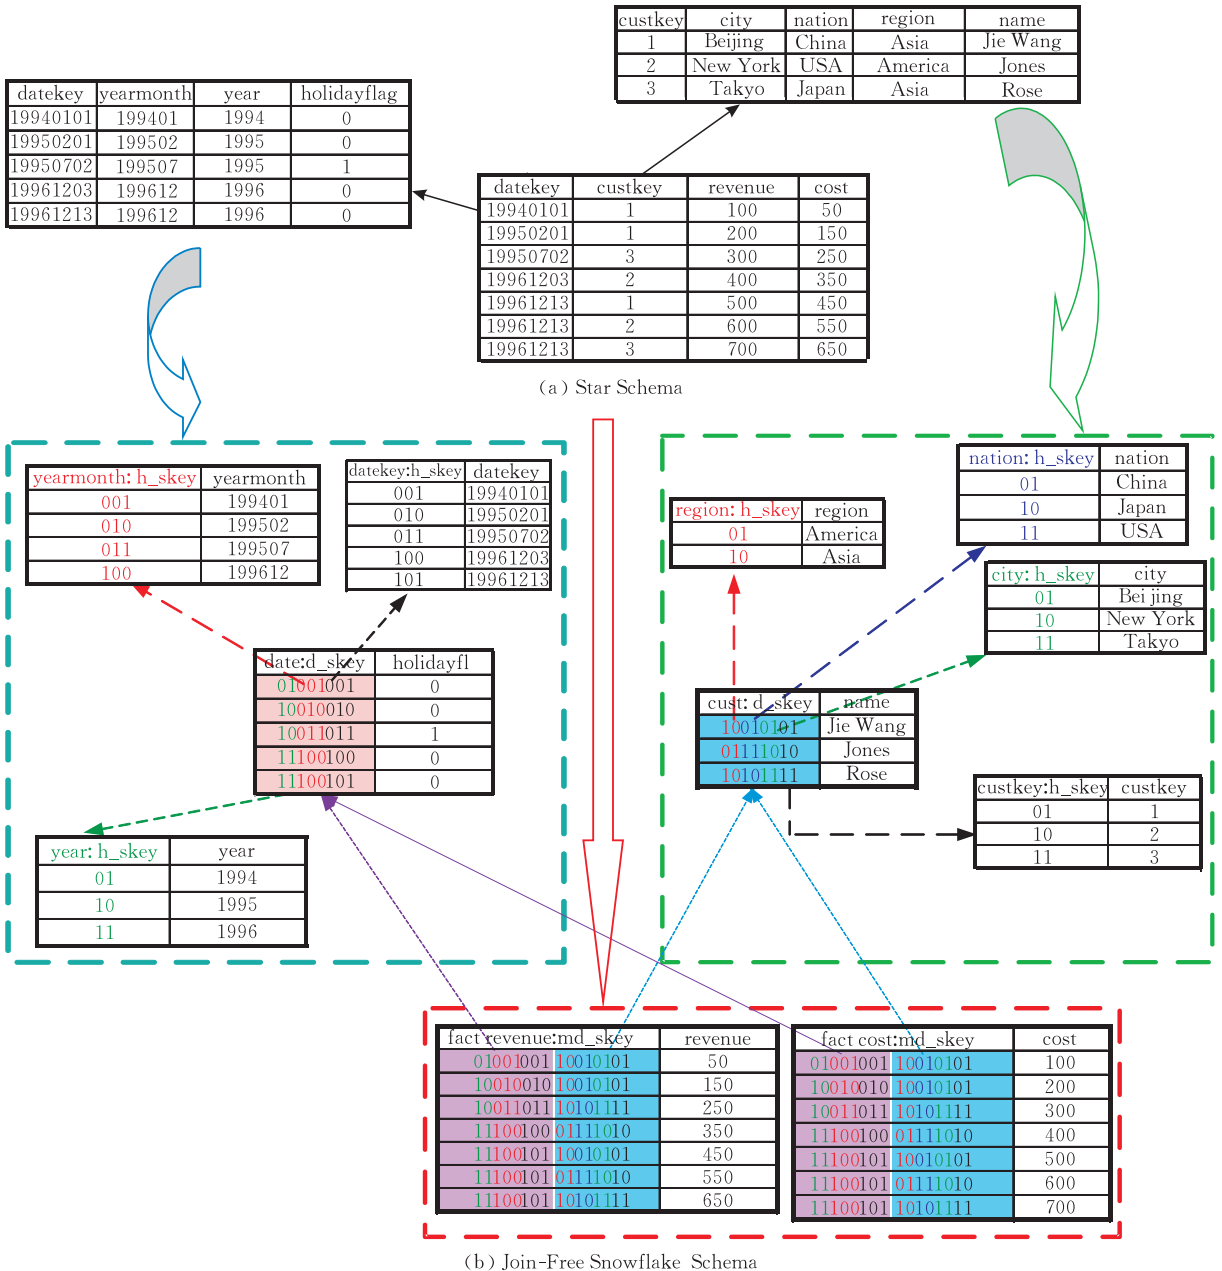 custkey city nation region name
1 Beijing China Asia Jie Wang
2 New York USA America Jones
3 Takyo Japan Asia Rose
datekey yearmonth year holidayflag
19940101 199401 1994 0
19950201 199502 1995 0
19950702 199507 1995 1
19961203 199612 1996 0
19961213 199612 1996 0
datekey custkey revenue cost
19940101 1 100 50
19950201 1 200 150
19950702 3 300 250
19961203 2 400 350
19961213 1 500 450
19961213 2 600 550
19961213 3 700 650
(a) Star Schema
yearmonth: h_skey yearmonth
001 199401
010 199502
011 199507
100 199612
datekey:h_skey datekey
001 19940101
010 19950201
011 19950702
100 19961203
101 19961213
date:d_skey holidayfl
01001001 0
10010010 0
10011011 1
11100100 0
11100101 0
year: h_skey year
01 1994
10 1995
11 1996
region: h_skey region
01 America
10 Asia
nation: h_skey nation
01 China
10 Japan
11 USA
city: h_skey city
01 Bei jing
10 New York
11 Takyo
cust: d_skey name
10010101 Jie Wang
01111010 Jones
10101111 Rose
custkey:h_skey custkey
01 1
10 2
11 3
fact revenue:md_skey revenue
01001001 10010101 50
10010010 10010101 150
10011011 10101111 250
11100100 01111010 350
11100101 10010101 450
11100101 01111010 550
11100101 10101111 650
fact cost:md_skey cost
01001001 10010101 100
10010010 10010101 200
10011011 10101111 300
11100100 01111010 400
11100101 10010101 500
11100101 01111010 600
11100101 10101111 700
(b) Join-Free Snowflake Schema